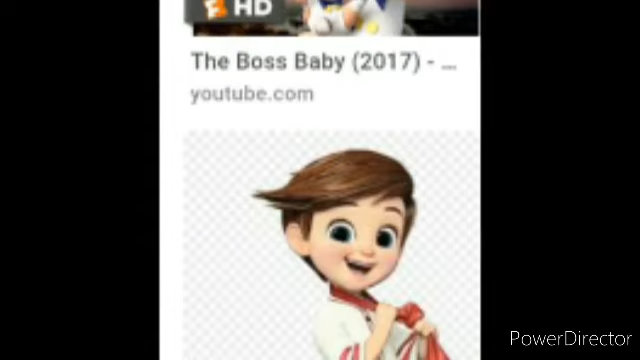 HD
The Boss Baby (2017) - ...
youtube.com
PowerDirector